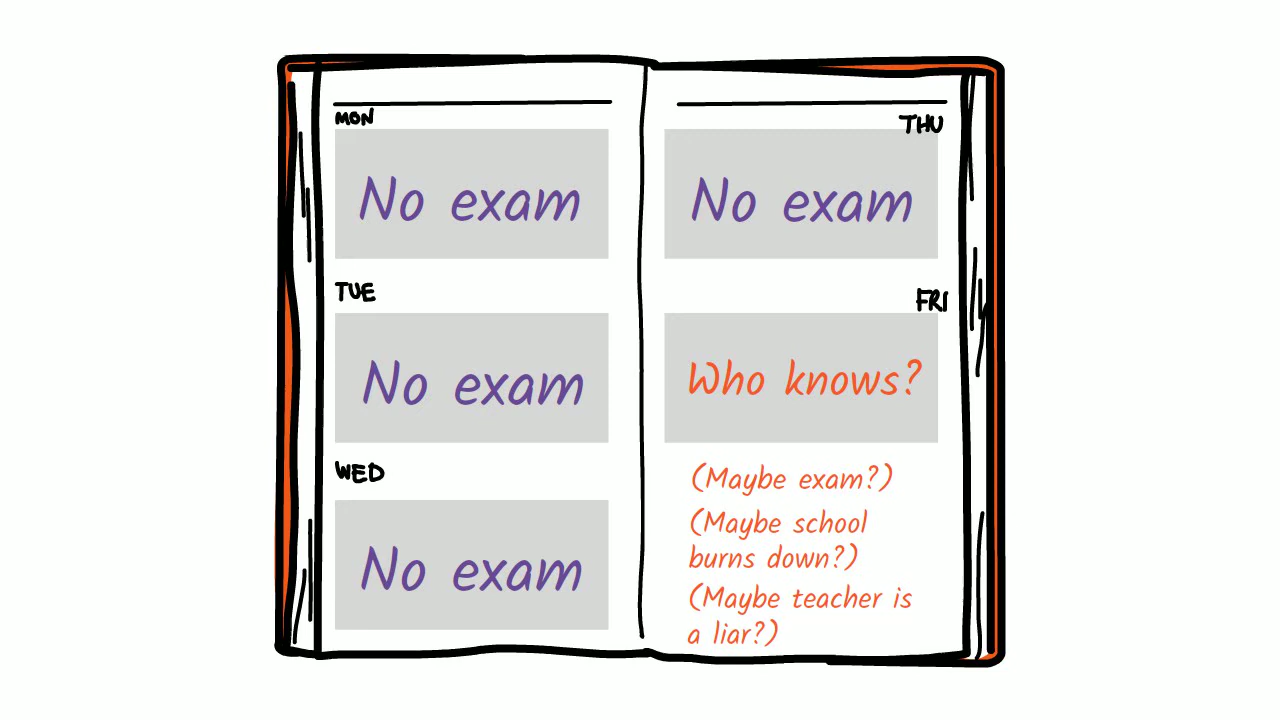 MON
No exam
TUE
No exam
WED
No exam
THU
No exam
FRI
Who knows?
(Maybe exam?)
(Maybe school
burns down?)
(Maybe teacher is
a liar?)